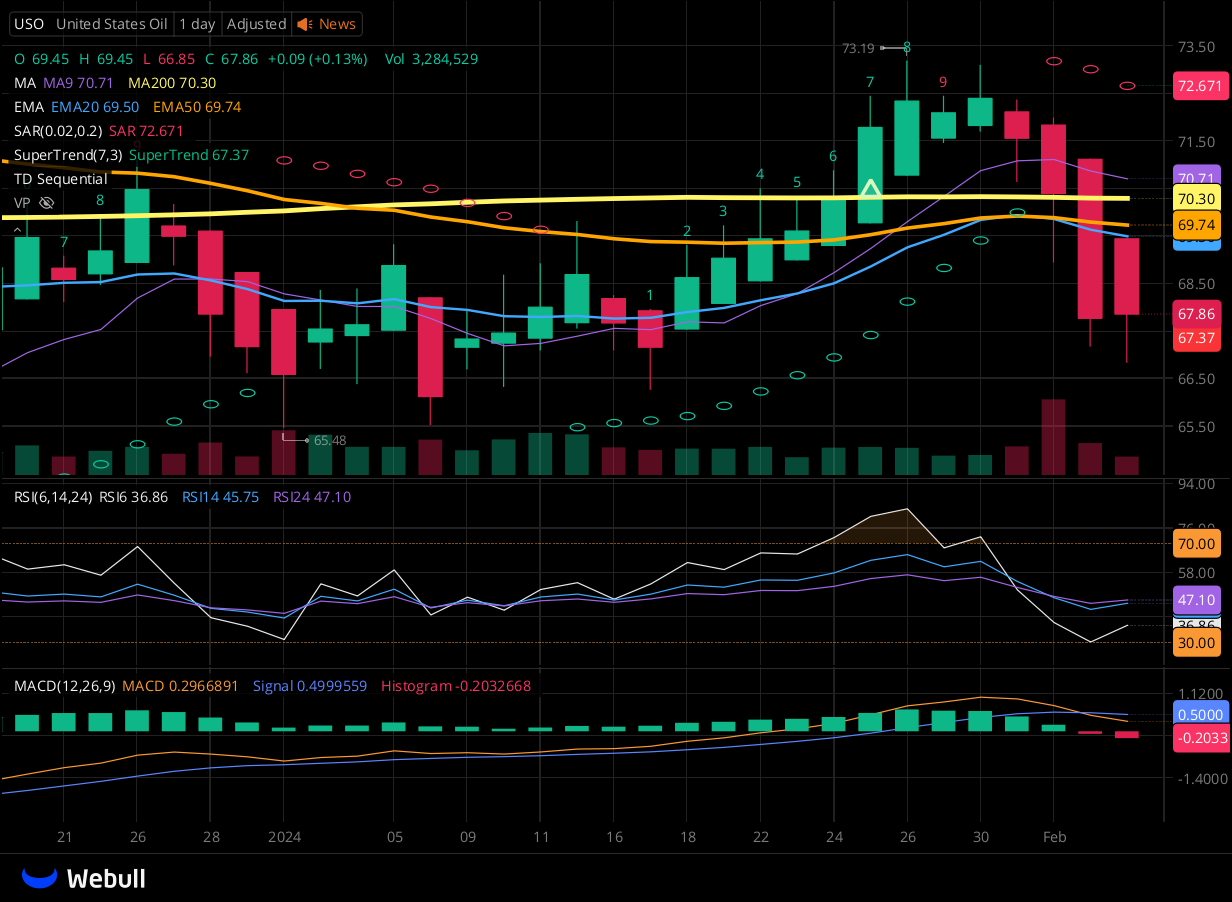 USO United States Oil 1 day Adjusted News
O 69.45 H 69.45 L 66.85 C 67.86 +0.09 (+0.13%) Vol 3,284,529
MA MA9 70.71 MA200 70.30
EMA EMA20 69.50 EMA50 69.74
SAR(0.02,0.2) SAR 72.671
SuperTrend(7,3) SuperTrend 67.37
TD Sequential
VP
73.19
8
7
9
6
4
5
8
3
7
2
1
65.48
73.50
72.671
71.50
70.71
70.30
69.74
68.50
67.86
67.37
66.50
65.50
RSI(6,14,24) RSI6 36.86 RSI14 45.75 RSI24 47.10
94.00
76.00
70.00
58.00
47.10
36.86
30.00
MACD(12,26,9) MACD 0.2966891 Signal 0.4999559 Histogram -0.2032668
1.1200
0.5000
-0.2033
-1.4000
21 26 28 2024 05 09 11 16 18 22 24 26 30 Feb
Webull